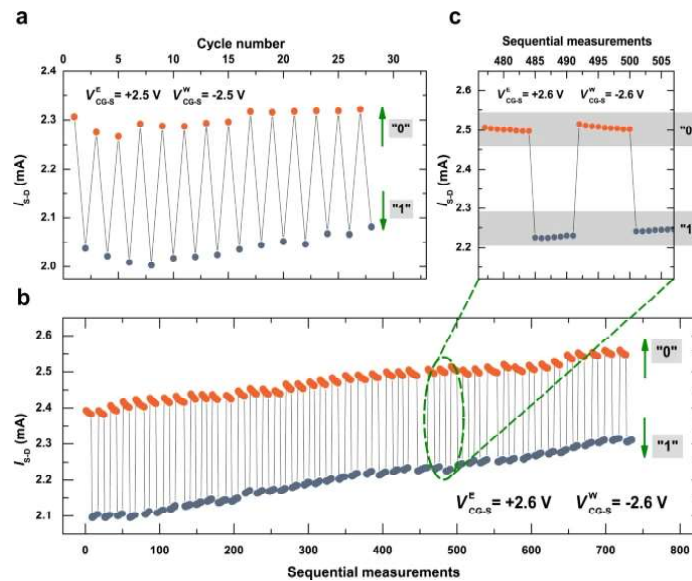 a
Cycle number
0 5 10 15 20 25 30
2.4
2.3
2.2
2.1
2.0
I_S-D (mA)
V^E_CG-S = +2.5 V V^W_CG-S = -2.5 V
"0"
"1"
c
Sequential measurements
480 485 490 495 500 505
2.6
2.5
2.4
2.3
2.2
I_S-D (mA)
V^E_CG-S = +2.6 V V^W_CG-S = -2.6 V
"0
"1
b
2.6
2.5
2.4
2.3
2.2
2.1
I_S-D (mA)
"0"
"1"
V^E_CG-S = +2.6 V V^W_CG-S = -2.6 V
0 100 200 300 400 500 600 700 800
Sequential measurements